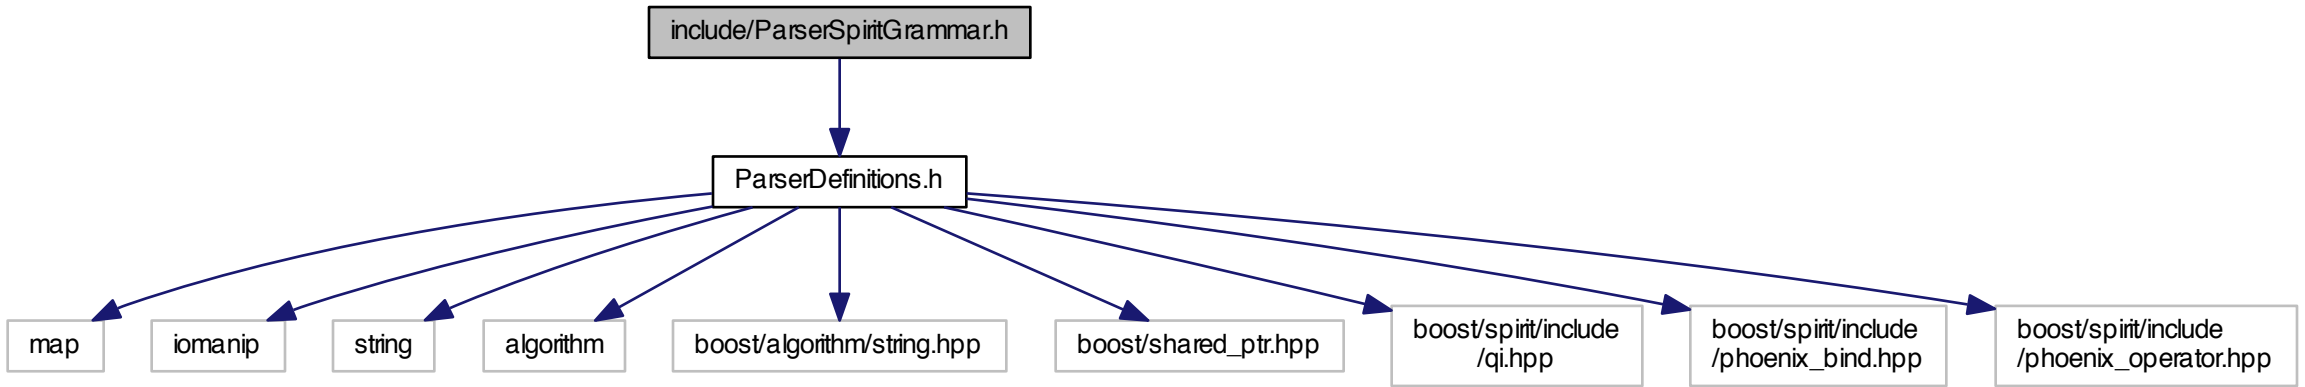 include/ParserSpiritGrammar.h
ParserDefinitions.h
map
iomanip
string
algorithm
boost/algorithm/string.hpp
boost/shared_ptr.hpp
boost/spirit/include
/qi.hpp
boost/spirit/include
/phoenix_bind.hpp
boost/spirit/include
/phoenix_operator.hpp